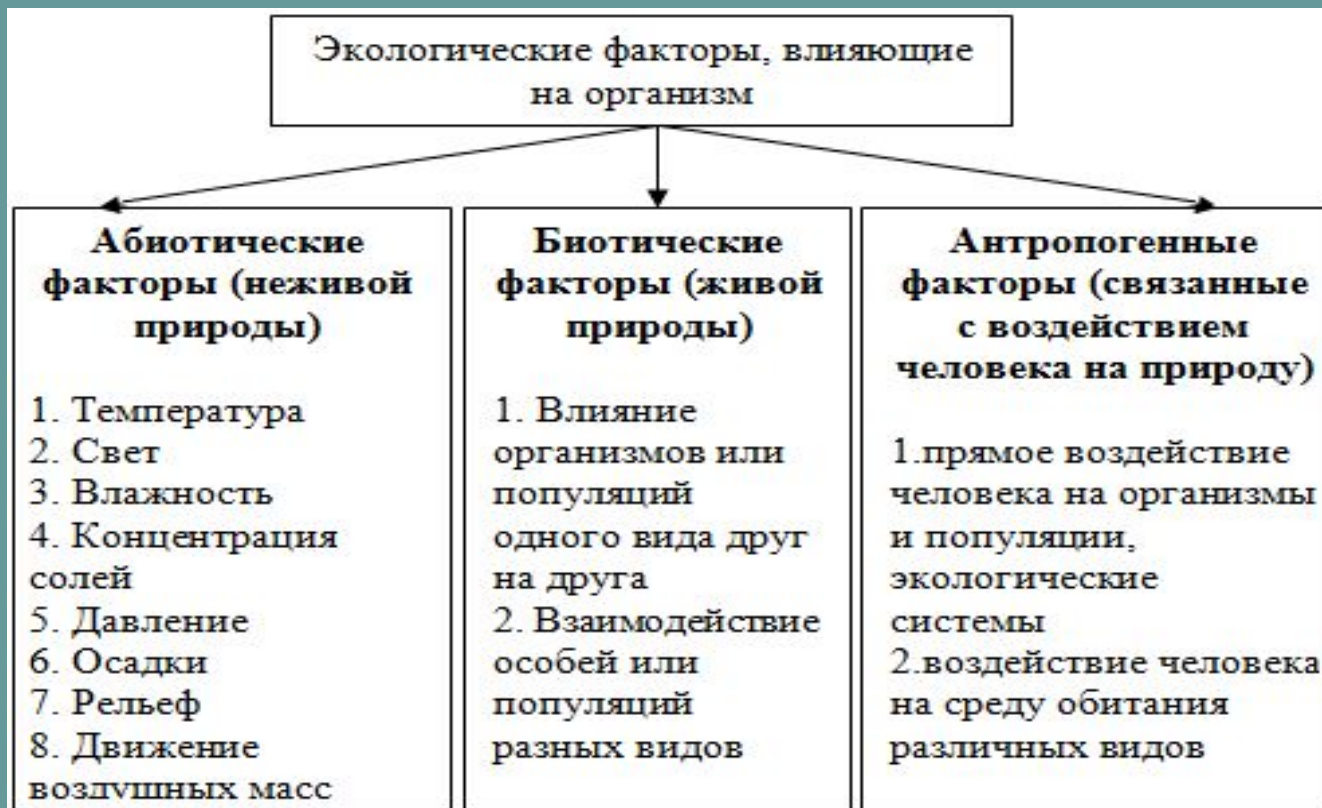 Экологические факторы, влияющие
на организм
Абиотические
факторы (неживой
природы)
1. Температура
2. Свет
3. Влажность
4. Концентрация
солей
5. Давление
6. Осадки
7. Рельеф
8. Движение
воздушных масс
Биотические
факторы (живой
природы)
1. Влияние
организмов или
популяций
одного вида друг
на друга
2. Взаимодействие
особей или
популяций
разных видов
Антропогенные
факторы (связанные
с воздействием
человека на природу)
1.прямое воздействие
человека на организмы
и популяции,
экологические
системы
2.воздействие человека
на среду обитания
различных видов